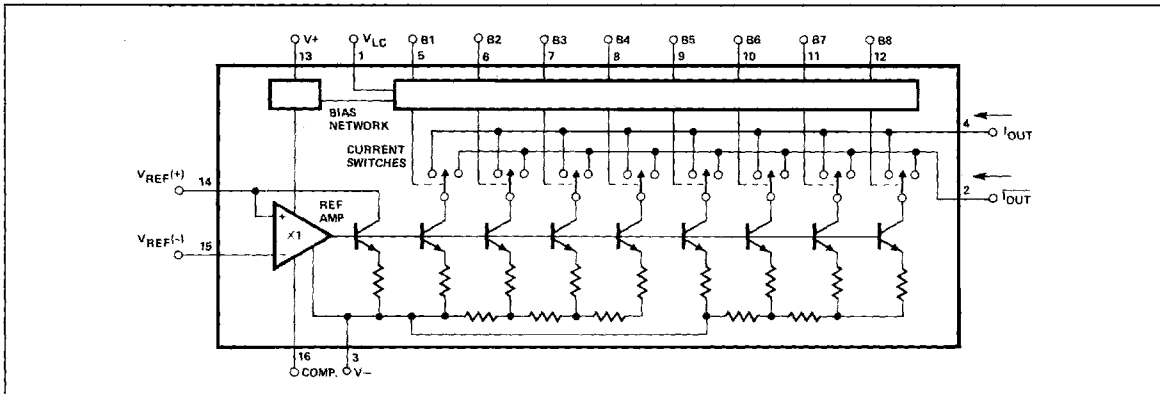 V+ VLC B1 B2 B3 B4 B5 B6 B7 B8
13 1 5 6 7 8 9 10 11 12
BIAS
NETWORK
CURRENT
SWITCHES
4
IOUT
2
IOUT
VREF(+) 14
REF
AMP
+
X1
VREF(-) 15
-
16
COMP.
3
V-